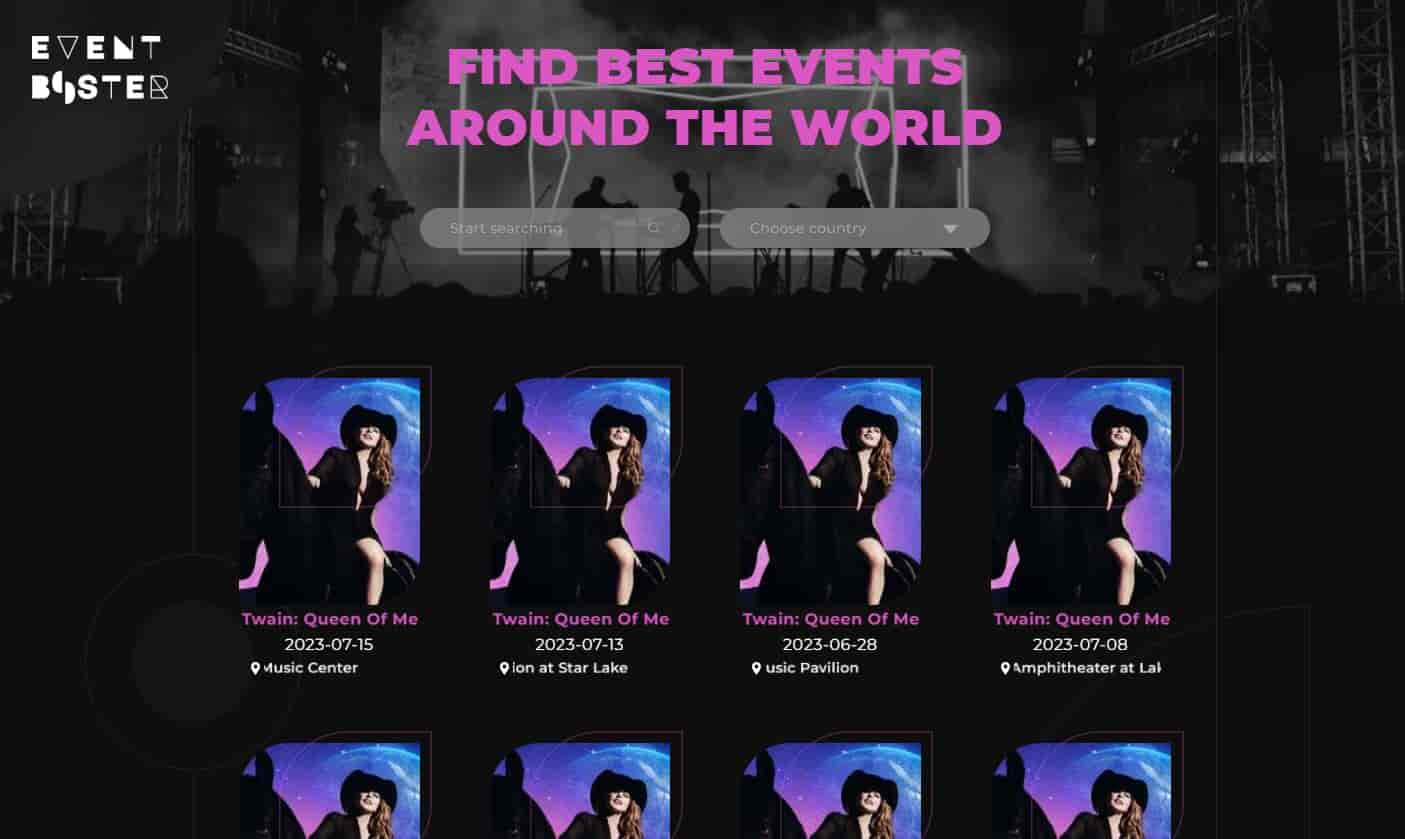 EVENT
BOOSTER
FIND BEST EVENTS
AROUND THE WORLD
Start searching
Choose country
Twain: Queen Of Me
Twain: Queen Of Me
Twain: Queen Of Me
Twain: Queen Of Me
2023-07-15
2023-07-13
2023-06-28
2023-07-08
Music Center
ion at Star Lake
usic Pavilion
Amphitheater at Lak